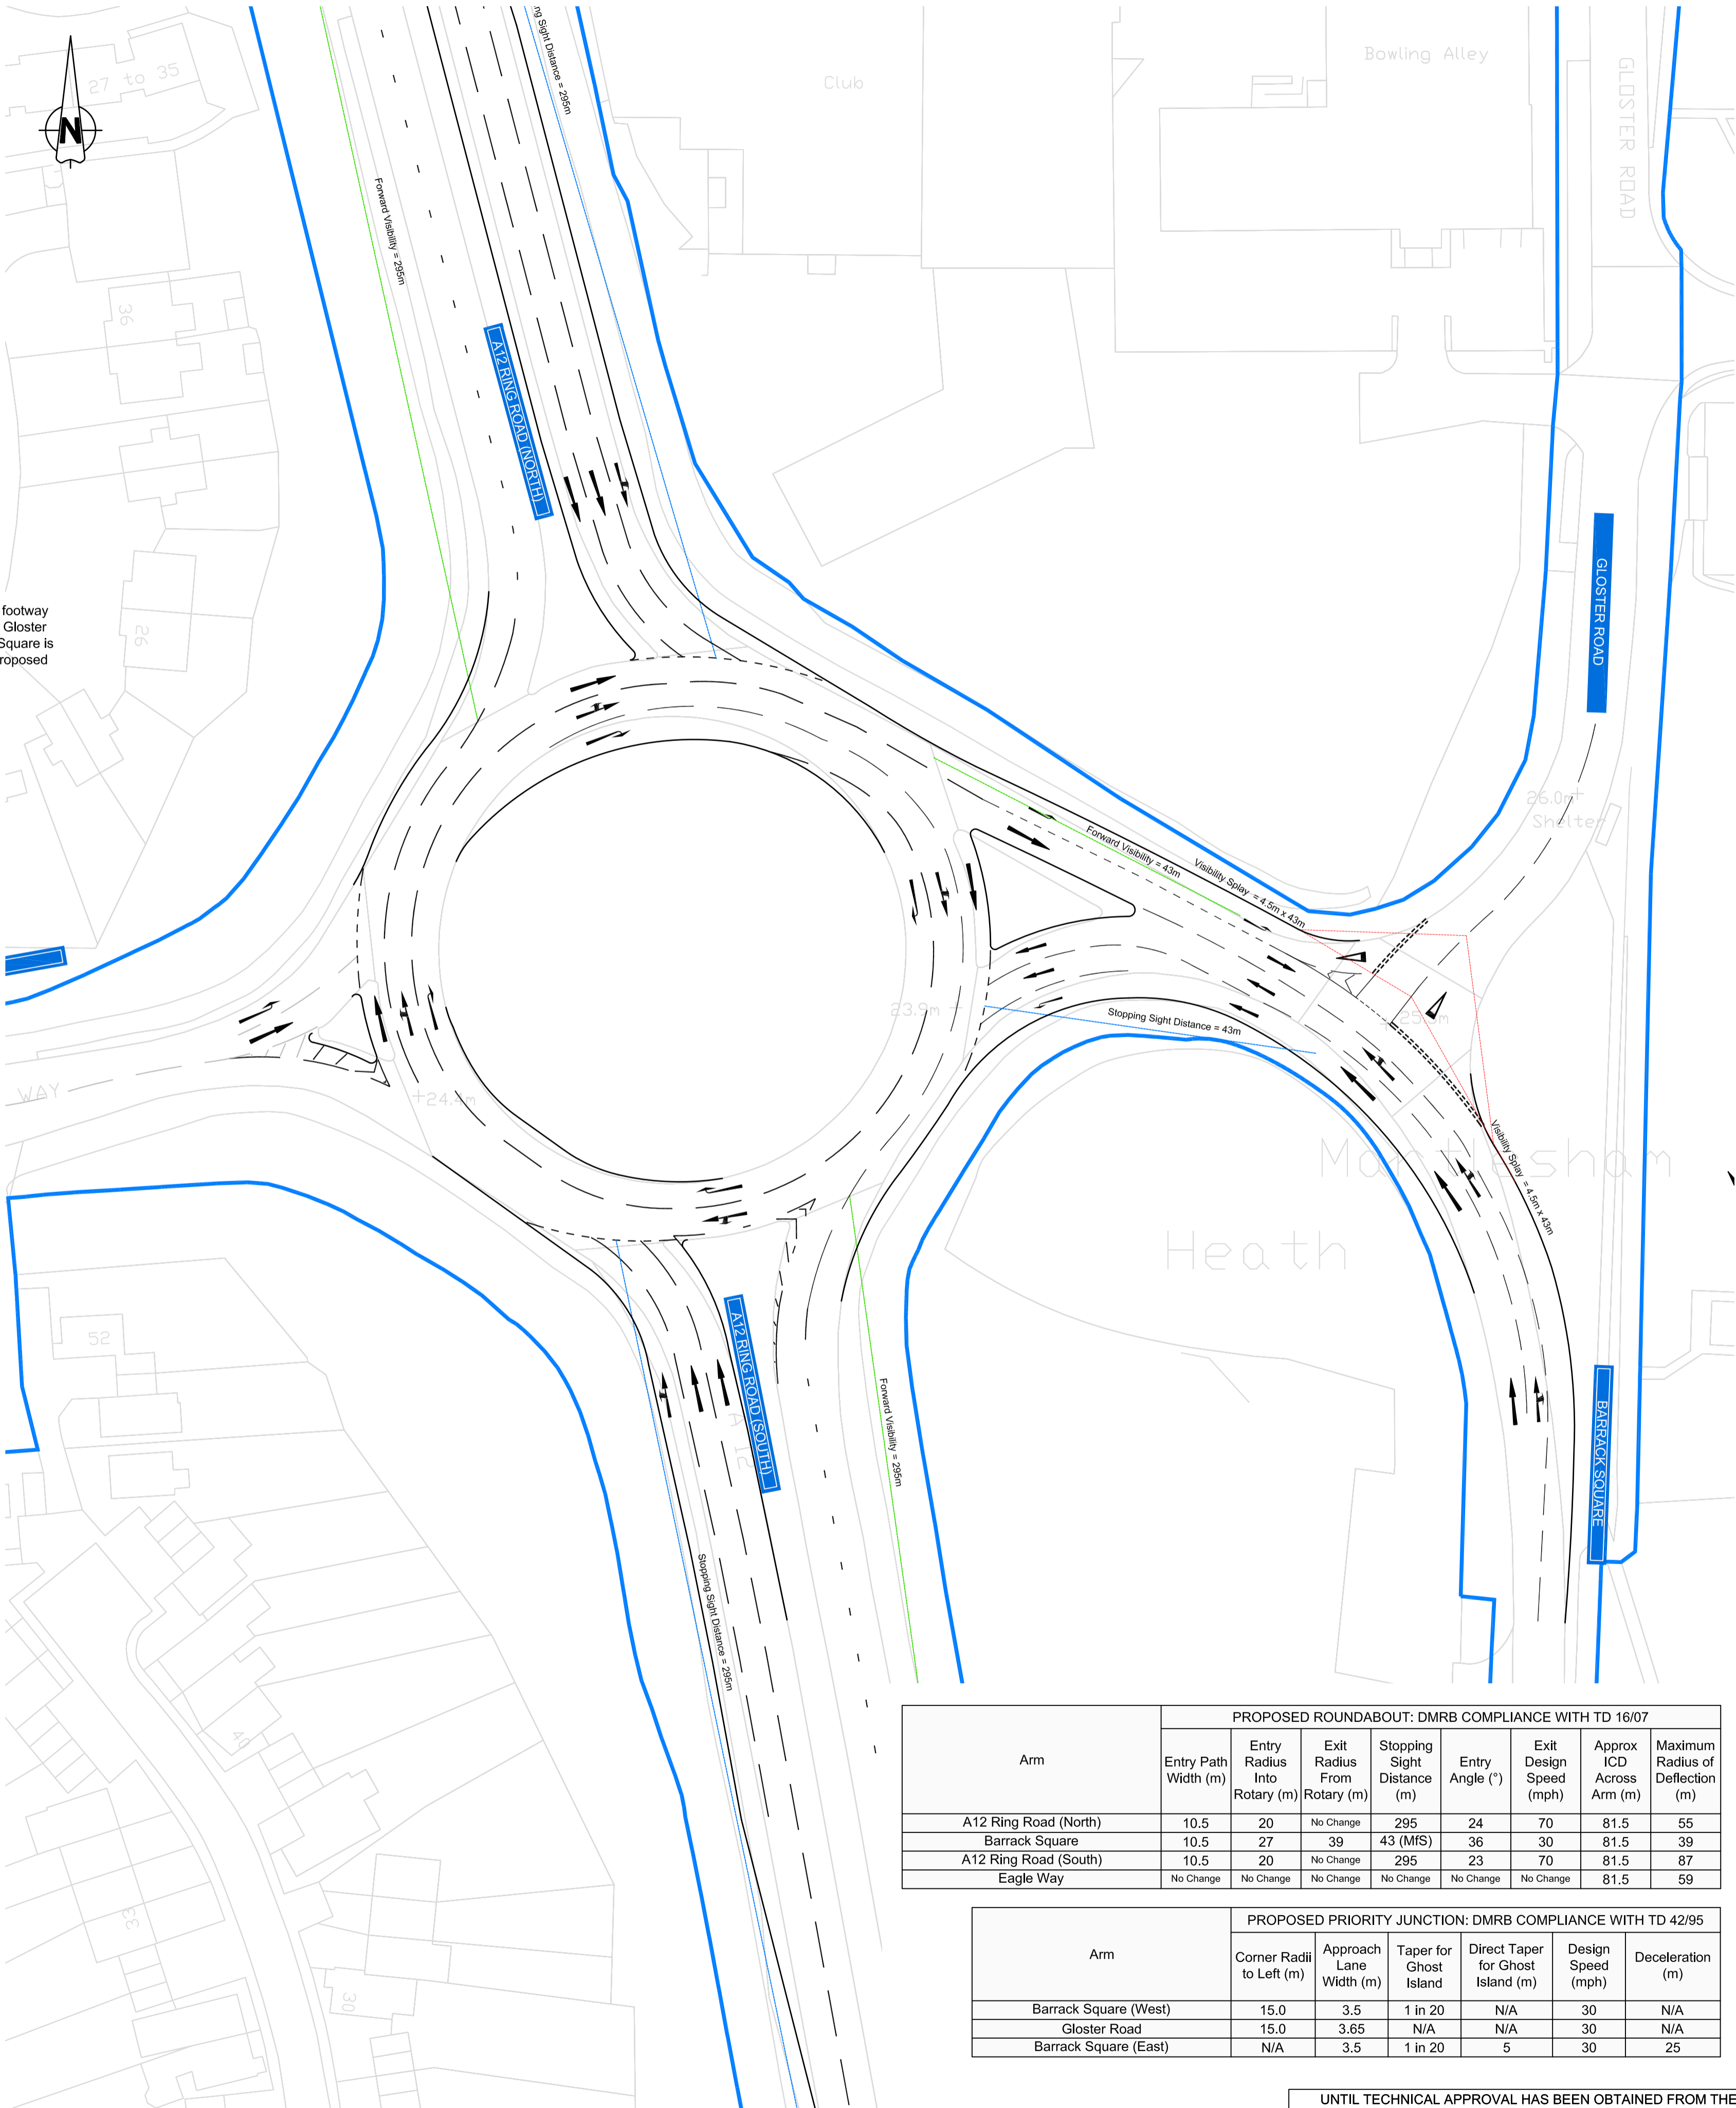 N
27 to 35
Club
Bowling Alley
GLOSTER ROAD
ng Sight Distance = 295m
Forward Visibility = 295m
36
A12 RING ROAD (NORTH)
26
footway
Gloster
Square is
roposed
GLOSTER ROAD
26.0m
Shelter
Forward Visibility = 43m
Visibility Splay = 4.5m x 43m
23.9m
Stopping Sight Distance = 43m
WAY
24.4m
Visibility Splay = 4.5m x 43m
Heath
52
A12 RING ROAD (SOUTH)
Forward Visibility = 295m
BARRACK SQUARE
Stopping Sight Distance = 295m
40
33
30
PROPOSED ROUNDABOUT: DMRB COMPLIANCE WITH TD 16/07
Arm
Entry Path
Width (m)
Entry
Radius
Into
Rotary (m)
Exit
Radius
From
Rotary (m)
Stopping
Sight
Distance
(m)
Entry
Angle (°)
Exit
Design
Speed
(mph)
Approx
ICD
Across
Arm (m)
Maximum
Radius of
Deflection
(m)
A12 Ring Road (North) 10.5 20 No Change 295 24 70 81.5 55
Barrack Square 10.5 27 39 43 (MfS) 36 30 81.5 39
A12 Ring Road (South) 10.5 20 No Change 295 23 70 81.5 87
Eagle Way No Change No Change No Change No Change No Change No Change 81.5 59
PROPOSED PRIORITY JUNCTION: DMRB COMPLIANCE WITH TD 42/95
Arm
Corner Radii
to Left (m)
Approach
Lane
Width (m)
Taper for
Ghost
Island
Direct Taper
for Ghost
Island (m)
Design
Speed
(mph)
Deceleration
(m)
Barrack Square (West) 15.0 3.5 1 in 20 N/A 30 N/A
Gloster Road 15.0 3.65 N/A N/A 30 N/A
Barrack Square (East) N/A 3.5 1 in 20 5 30 25
UNTIL TECHNICAL APPROVAL HAS BEEN OBTAINED FROM THE